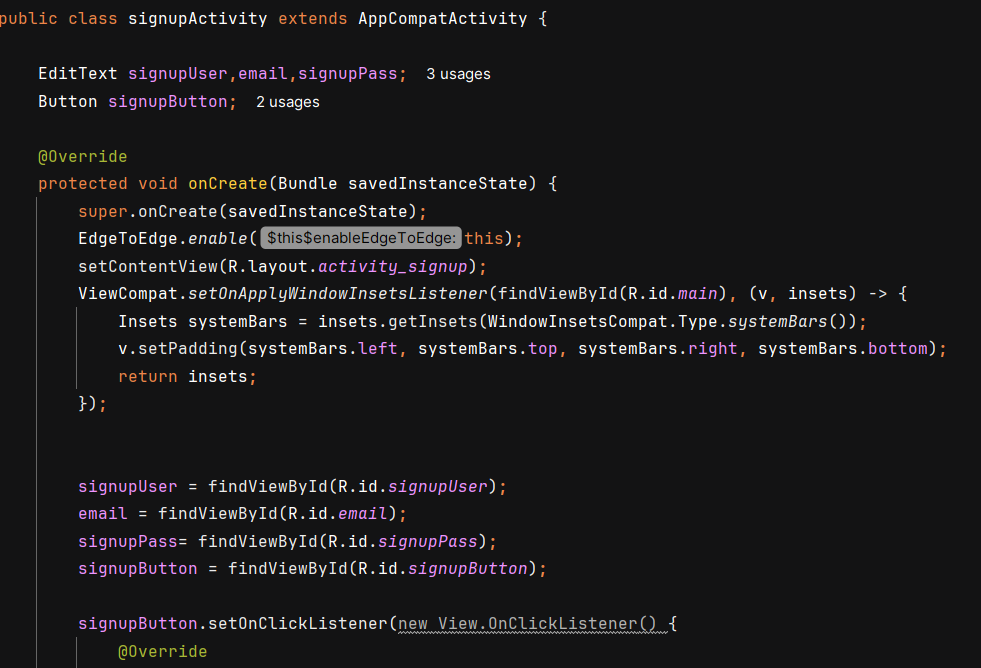 public class signupActivity extends AppCompatActivity {
EditText signupUser,email,signupPass; 3 usages
Button signupButton; 2 usages
@Override
protected void onCreate(Bundle savedInstanceState) {
super.onCreate(savedInstanceState);
EdgeToEdge.enable( $this$enableEdgeToEdge: this);
setContentView(R.layout.activity_signup);
ViewCompat.setOnApplyWindowInsetsListener(findViewById(R.id.main), (v, insets) -> {
Insets systemBars = insets.getInsets(WindowInsetsCompat.Type.systemBars());
v.setPadding(systemBars.left, systemBars.top, systemBars.right, systemBars.bottom);
return insets;
});
signupUser = findViewById(R.id.signupUser);
email = findViewById(R.id.email);
signupPass= findViewById(R.id.signupPass);
signupButton = findViewById(R.id.signupButton);
signupButton.setOnClickListener(new View.OnClickListener() {
@Override